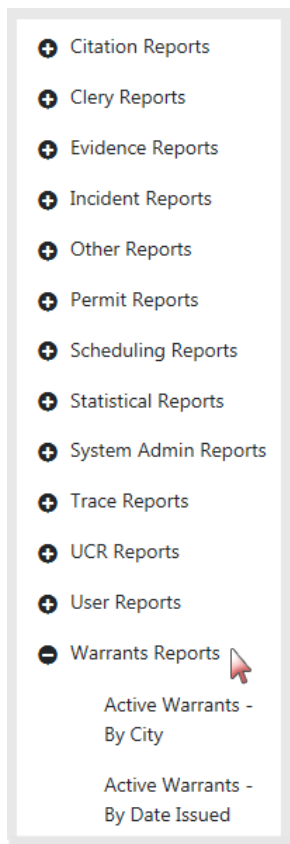 Citation Reports
Clery Reports
Evidence Reports
Incident Reports
Other Reports
Permit Reports
Scheduling Reports
Statistical Reports
System Admin Reports
Trace Reports
UCR Reports
User Reports
Warrants Reports
Active Warrants -
By City
Active Warrants -
By Date Issued